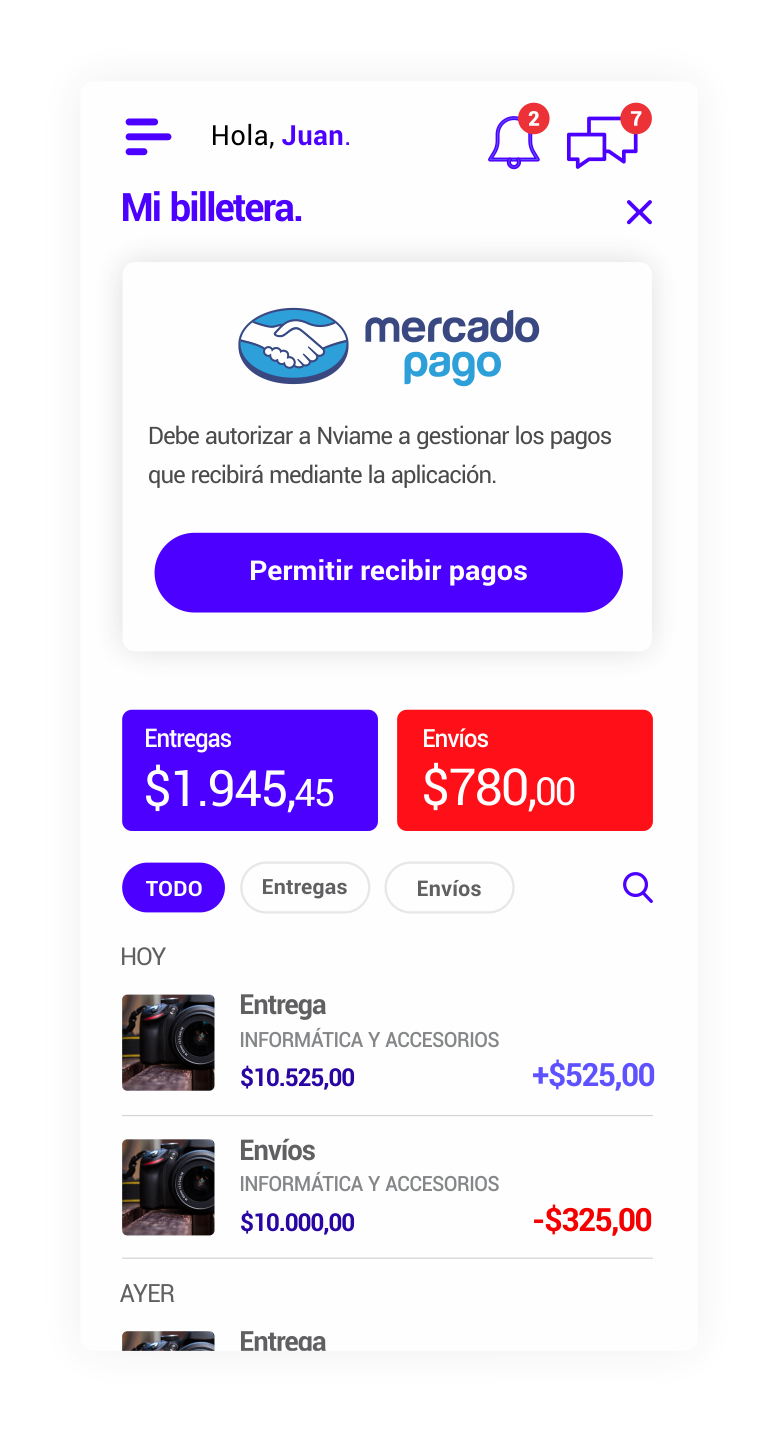 Hola, Juan.
2
7
Mi billetera.
mercado
pago
Debe autorizar a Nviame a gestionar los pagos
que recibirá mediante la aplicación.
Permitir recibir pagos
Entregas
$1.945,45
Envíos
$780,00
TODO
Entregas
Envíos
HOY
Entrega
INFORMÁTICA Y ACCESORIOS
$10.525,00
+$525,00
Envíos
INFORMÁTICA Y ACCESORIOS
$10.000,00
-$325,00
AYER
Entrega